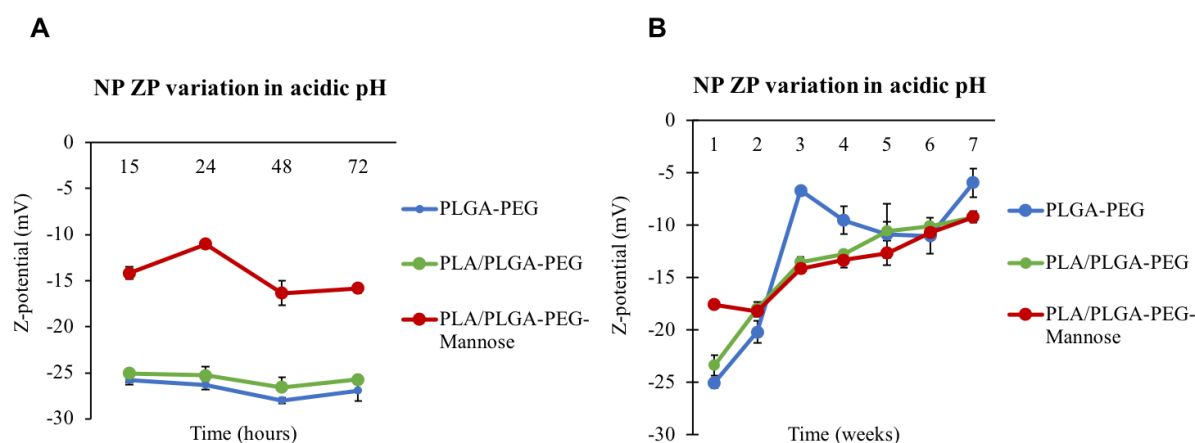 A
NP ZP variation in acidic pH
Z-potential (mV)
0
-5
-10
-15
-20
-25
-30
15 24 48 72
Time (hours)
PLGA-PEG
PLA/PLGA-PEG
PLA/PLGA-PEG-
Mannose
B
NP ZP variation in acidic pH
Z-potential (mV)
0
-5
-10
-15
-20
-25
-30
1 2 3 4 5 6 7
Time (weeks)
PLGA-PEG
PLA/PLGA-PEG
PLA/PLGA-PEG-
Mannose